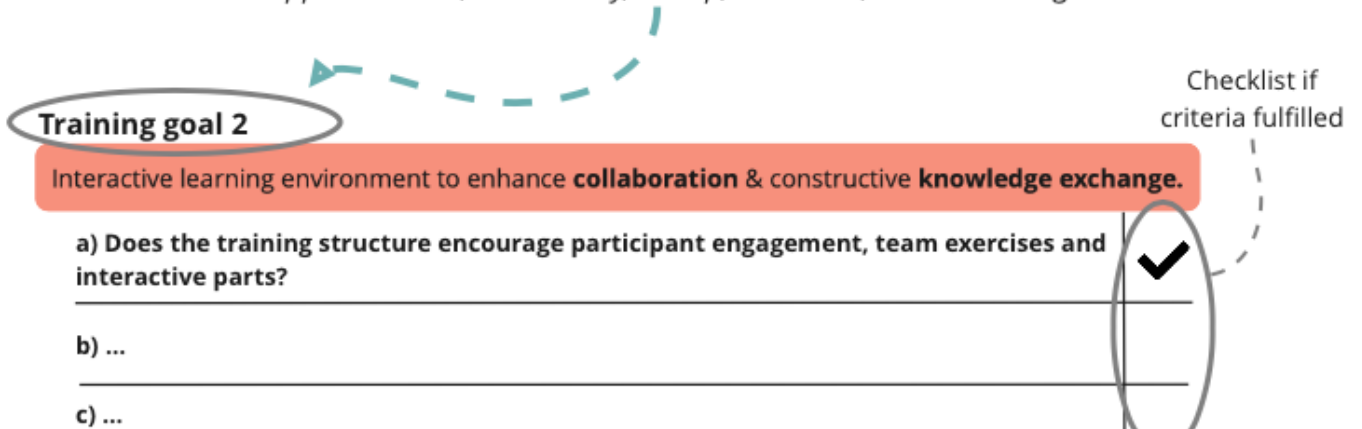 Checklist if
criteria fulfilled
Training goal 2
Interactive learning environment to enhance collaboration & constructive knowledge exchange.
a) Does the training structure encourage participant engagement, team exercises and
interactive parts?
b) ...
c) ...